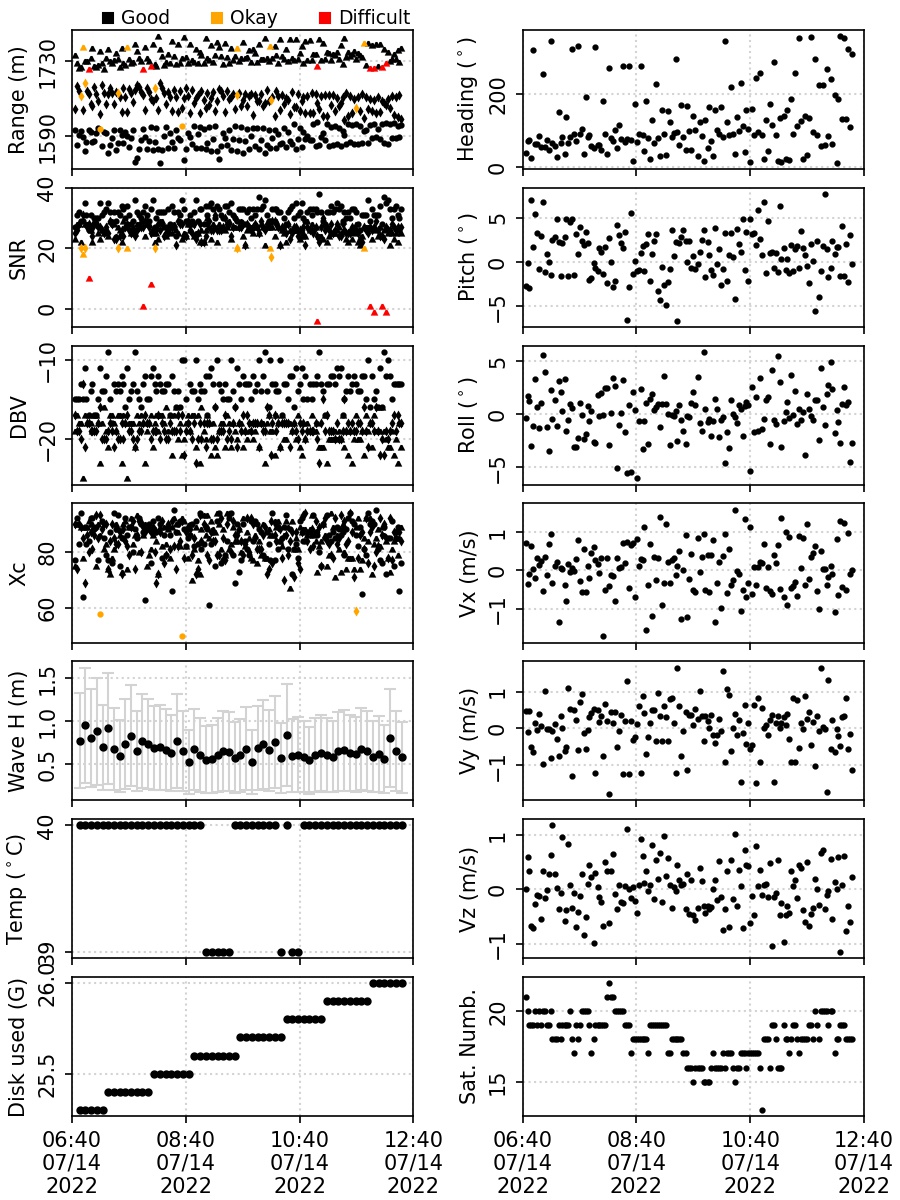 Good Okay Difficult
Range (m)
1730
1590
Heading (°)
200
0
SNR
40
20
0
Pitch (°)
5
0
−5
DBV
−10
−20
Roll (°)
5
0
−5
Xc
80
60
Vx (m/s)
1
0
−1
Wave H (m)
1.5
1.0
0.5
Vy (m/s)
1
0
−1
Temp (°C)
40
39
Vz (m/s)
1
0
−1
Disk used (G)
26.0
25.5
Sat. Numb.
20
15
06:40 08:40 10:40 12:40
07/14 07/14 07/14 07/14
2022 2022 2022 2022
06:40 08:40 10:40 12:40
07/14 07/14 07/14 07/14
2022 2022 2022 2022